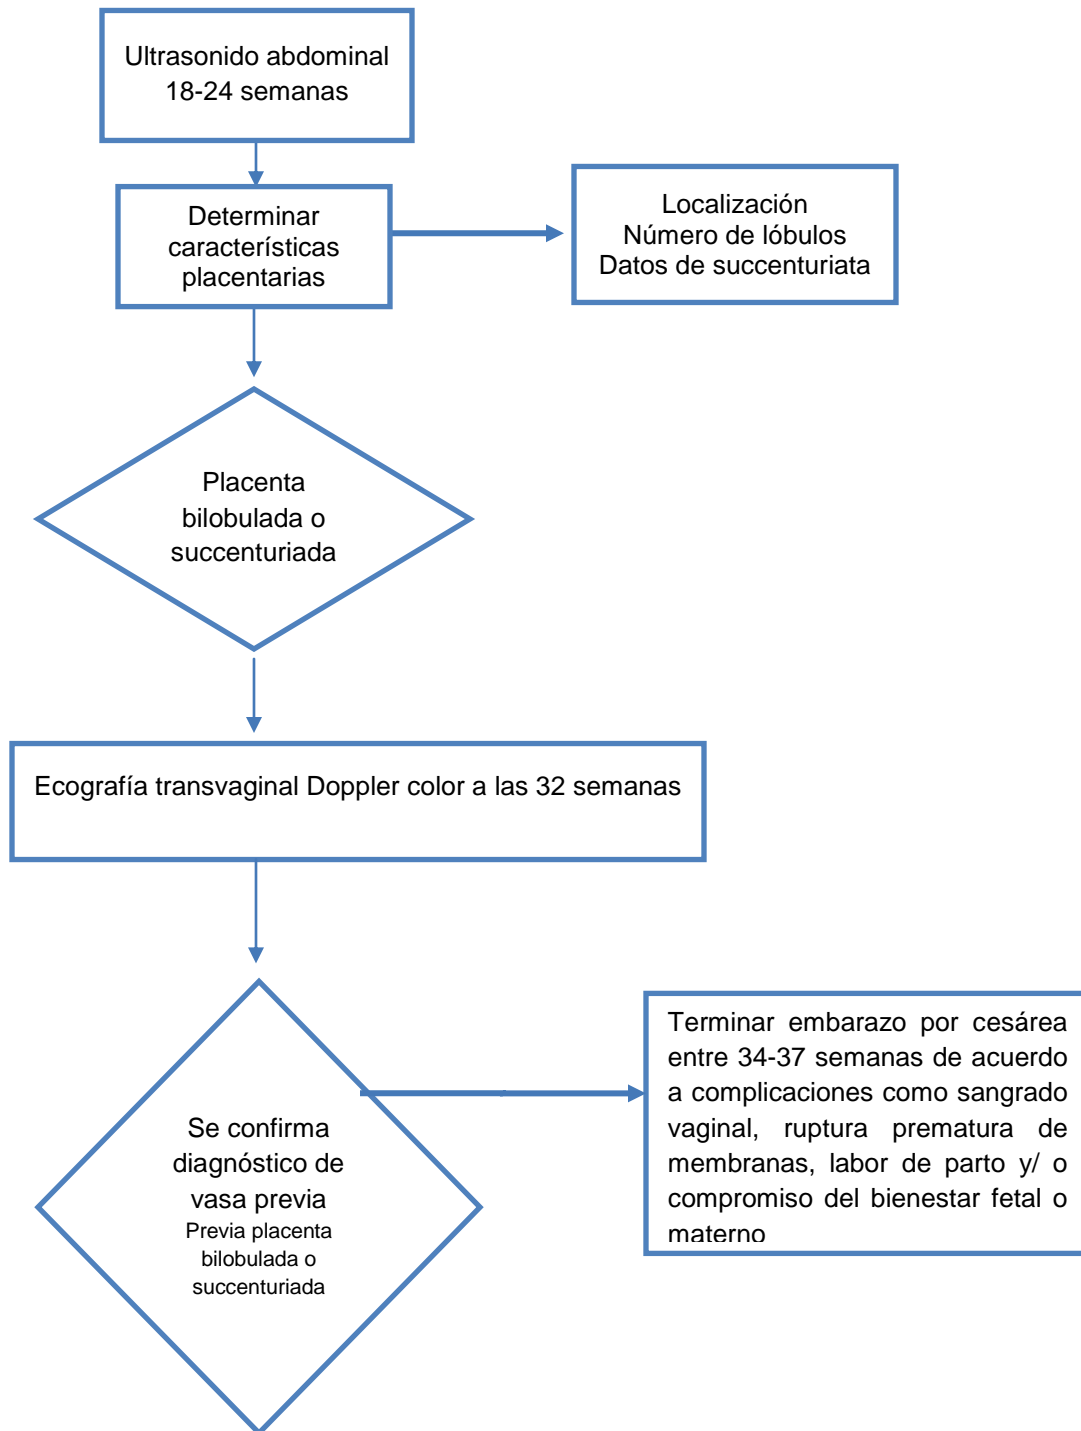 Ultrasonido abdominal
18-24 semanas
Determinar
características
placentarias
Localización
Número de lóbulos
Datos de succenturiata
Placenta
bilobulada o
succenturiada
Ecografía transvaginal Doppler color a las 32 semanas
Se confirma
diagnóstico de
vasa previa
Previa placenta
bilobulada o
succenturiada
Terminar embarazo por cesárea
entre 34-37 semanas de acuerdo
a complicaciones como sangrado
vaginal, ruptura prematura de
membranas, labor de parto y/ o
compromiso del bienestar fetal o
materno